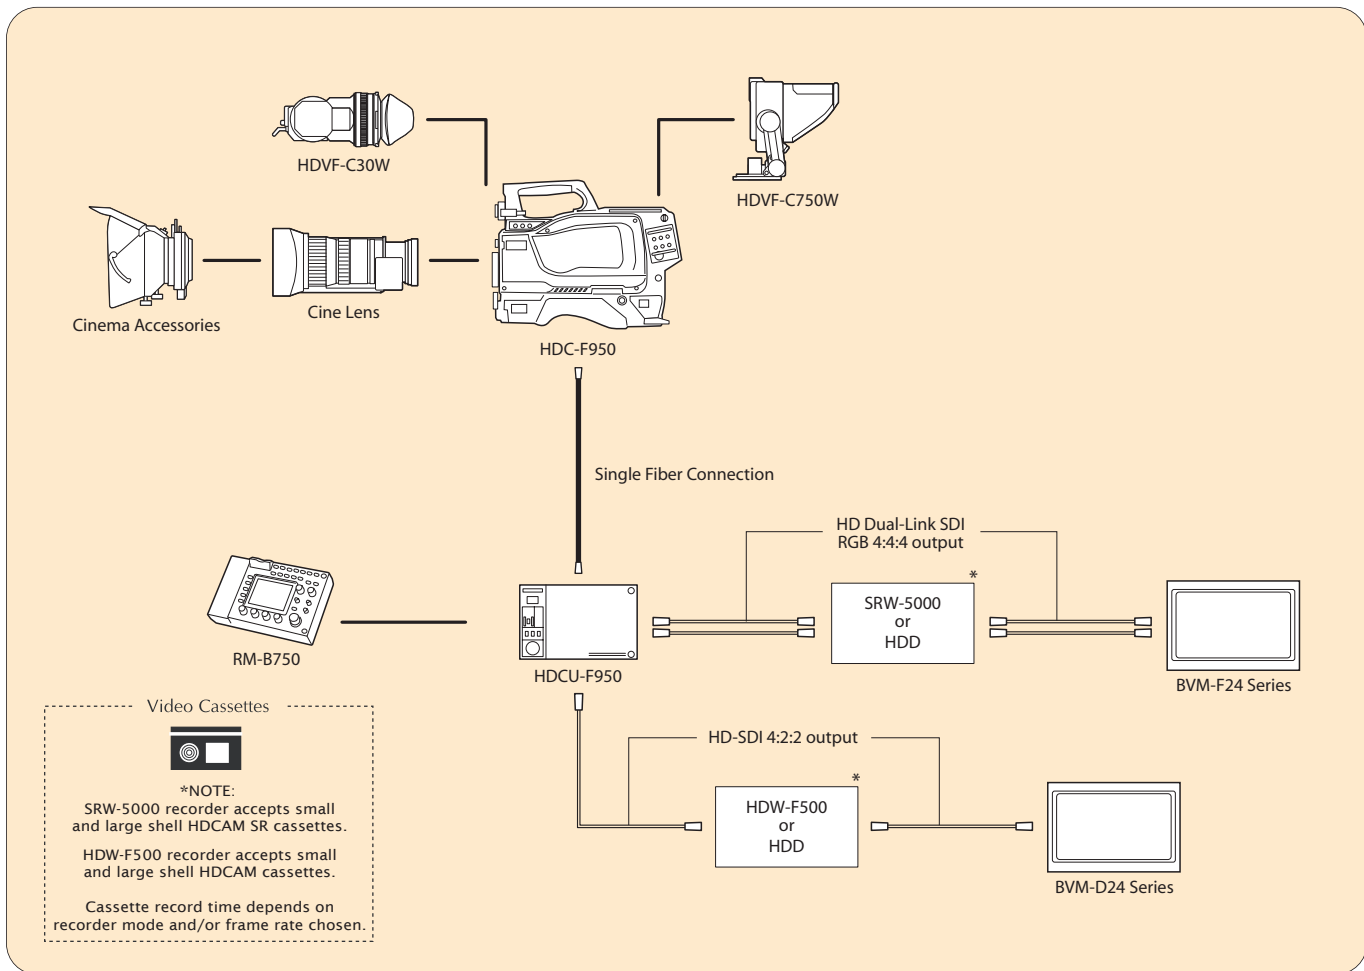 HDVF-C30W
HDVF-C750W
Cinema Accessories
Cine Lens
HDC-F950
Single Fiber Connection
HD Dual-Link SDI
RGB 4:4:4 output
RM-B750
HDCU-F950
*
SRW-5000
or
HDD
BVM-F24 Series
HD-SDI 4:2:2 output
*
HDW-F500
or
HDD
BVM-D24 Series
Video Cassettes
*NOTE:
SRW-5000 recorder accepts small
and large shell HDCAM SR cassettes.
HDW-F500 recorder accepts small
and large shell HDCAM cassettes.
Cassette record time depends on
recorder mode and/or frame rate chosen.